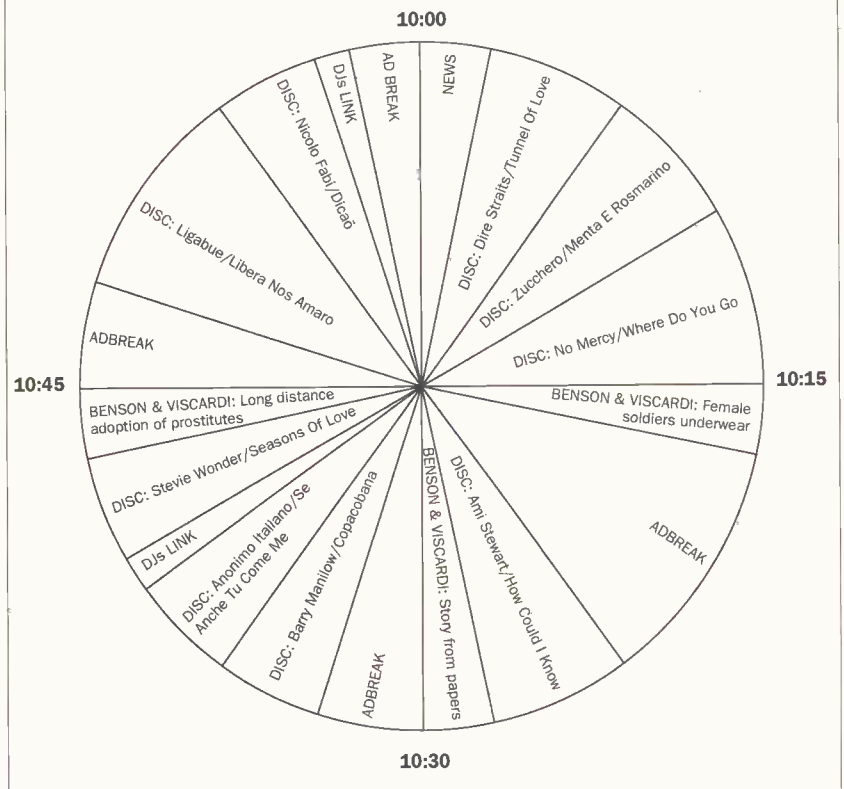 10:00
NEWS
DISC: Dire Straits/Tunnel Of Love
DISC: Zucchero/Menta E Rosmarino
DISC: No Mercy/Where Do You Go
10:15
BENSON & VISCARDI: Female
soldiers underwear
ADBREAK
DISC: Ami Stewart/How Could I Know
BENSON & VISCARDI: Story from papers
10:30
ADBREAK
DISC: Barry Manilow/Copacobana
DISC: Anonimo Italiano/Se
Anche Tu Come Me
DJs LINK
DISC: Stevie Wonder/Seasons Of Love
BENSON & VISCARDI: Long distance
adoption of prostitutes
10:45
ADBREAK
DISC: Ligabue/Libera Nos Amaro
DISC: Nicolo Fabi/Dicaõ
DJs LINK
AD BREAK